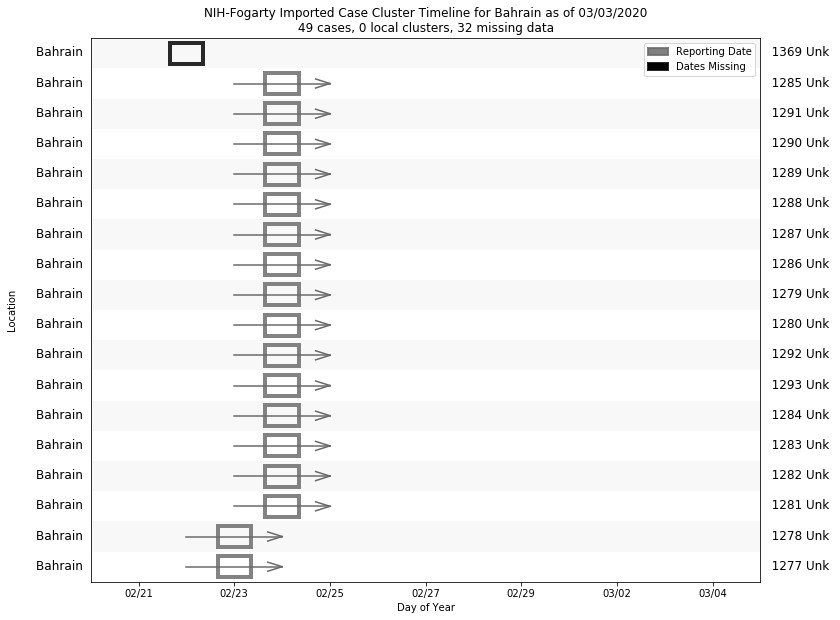 NIH-Fogarty Imported Case Cluster Timeline for Bahrain as of 03/03/2020
49 cases, 0 local clusters, 32 missing data
Reporting Date
Dates Missing
Bahrain 1369 Unk
Bahrain 1285 Unk
Bahrain 1291 Unk
Bahrain 1290 Unk
Bahrain 1289 Unk
Bahrain 1288 Unk
Bahrain 1287 Unk
Bahrain 1286 Unk
Bahrain 1279 Unk
Bahrain 1280 Unk
Bahrain 1292 Unk
Bahrain 1293 Unk
Bahrain 1284 Unk
Bahrain 1283 Unk
Bahrain 1282 Unk
Bahrain 1281 Unk
Bahrain 1278 Unk
Bahrain 1277 Unk
Location
02/21 02/23 02/25 02/27 02/29 03/02 03/04
Day of Year